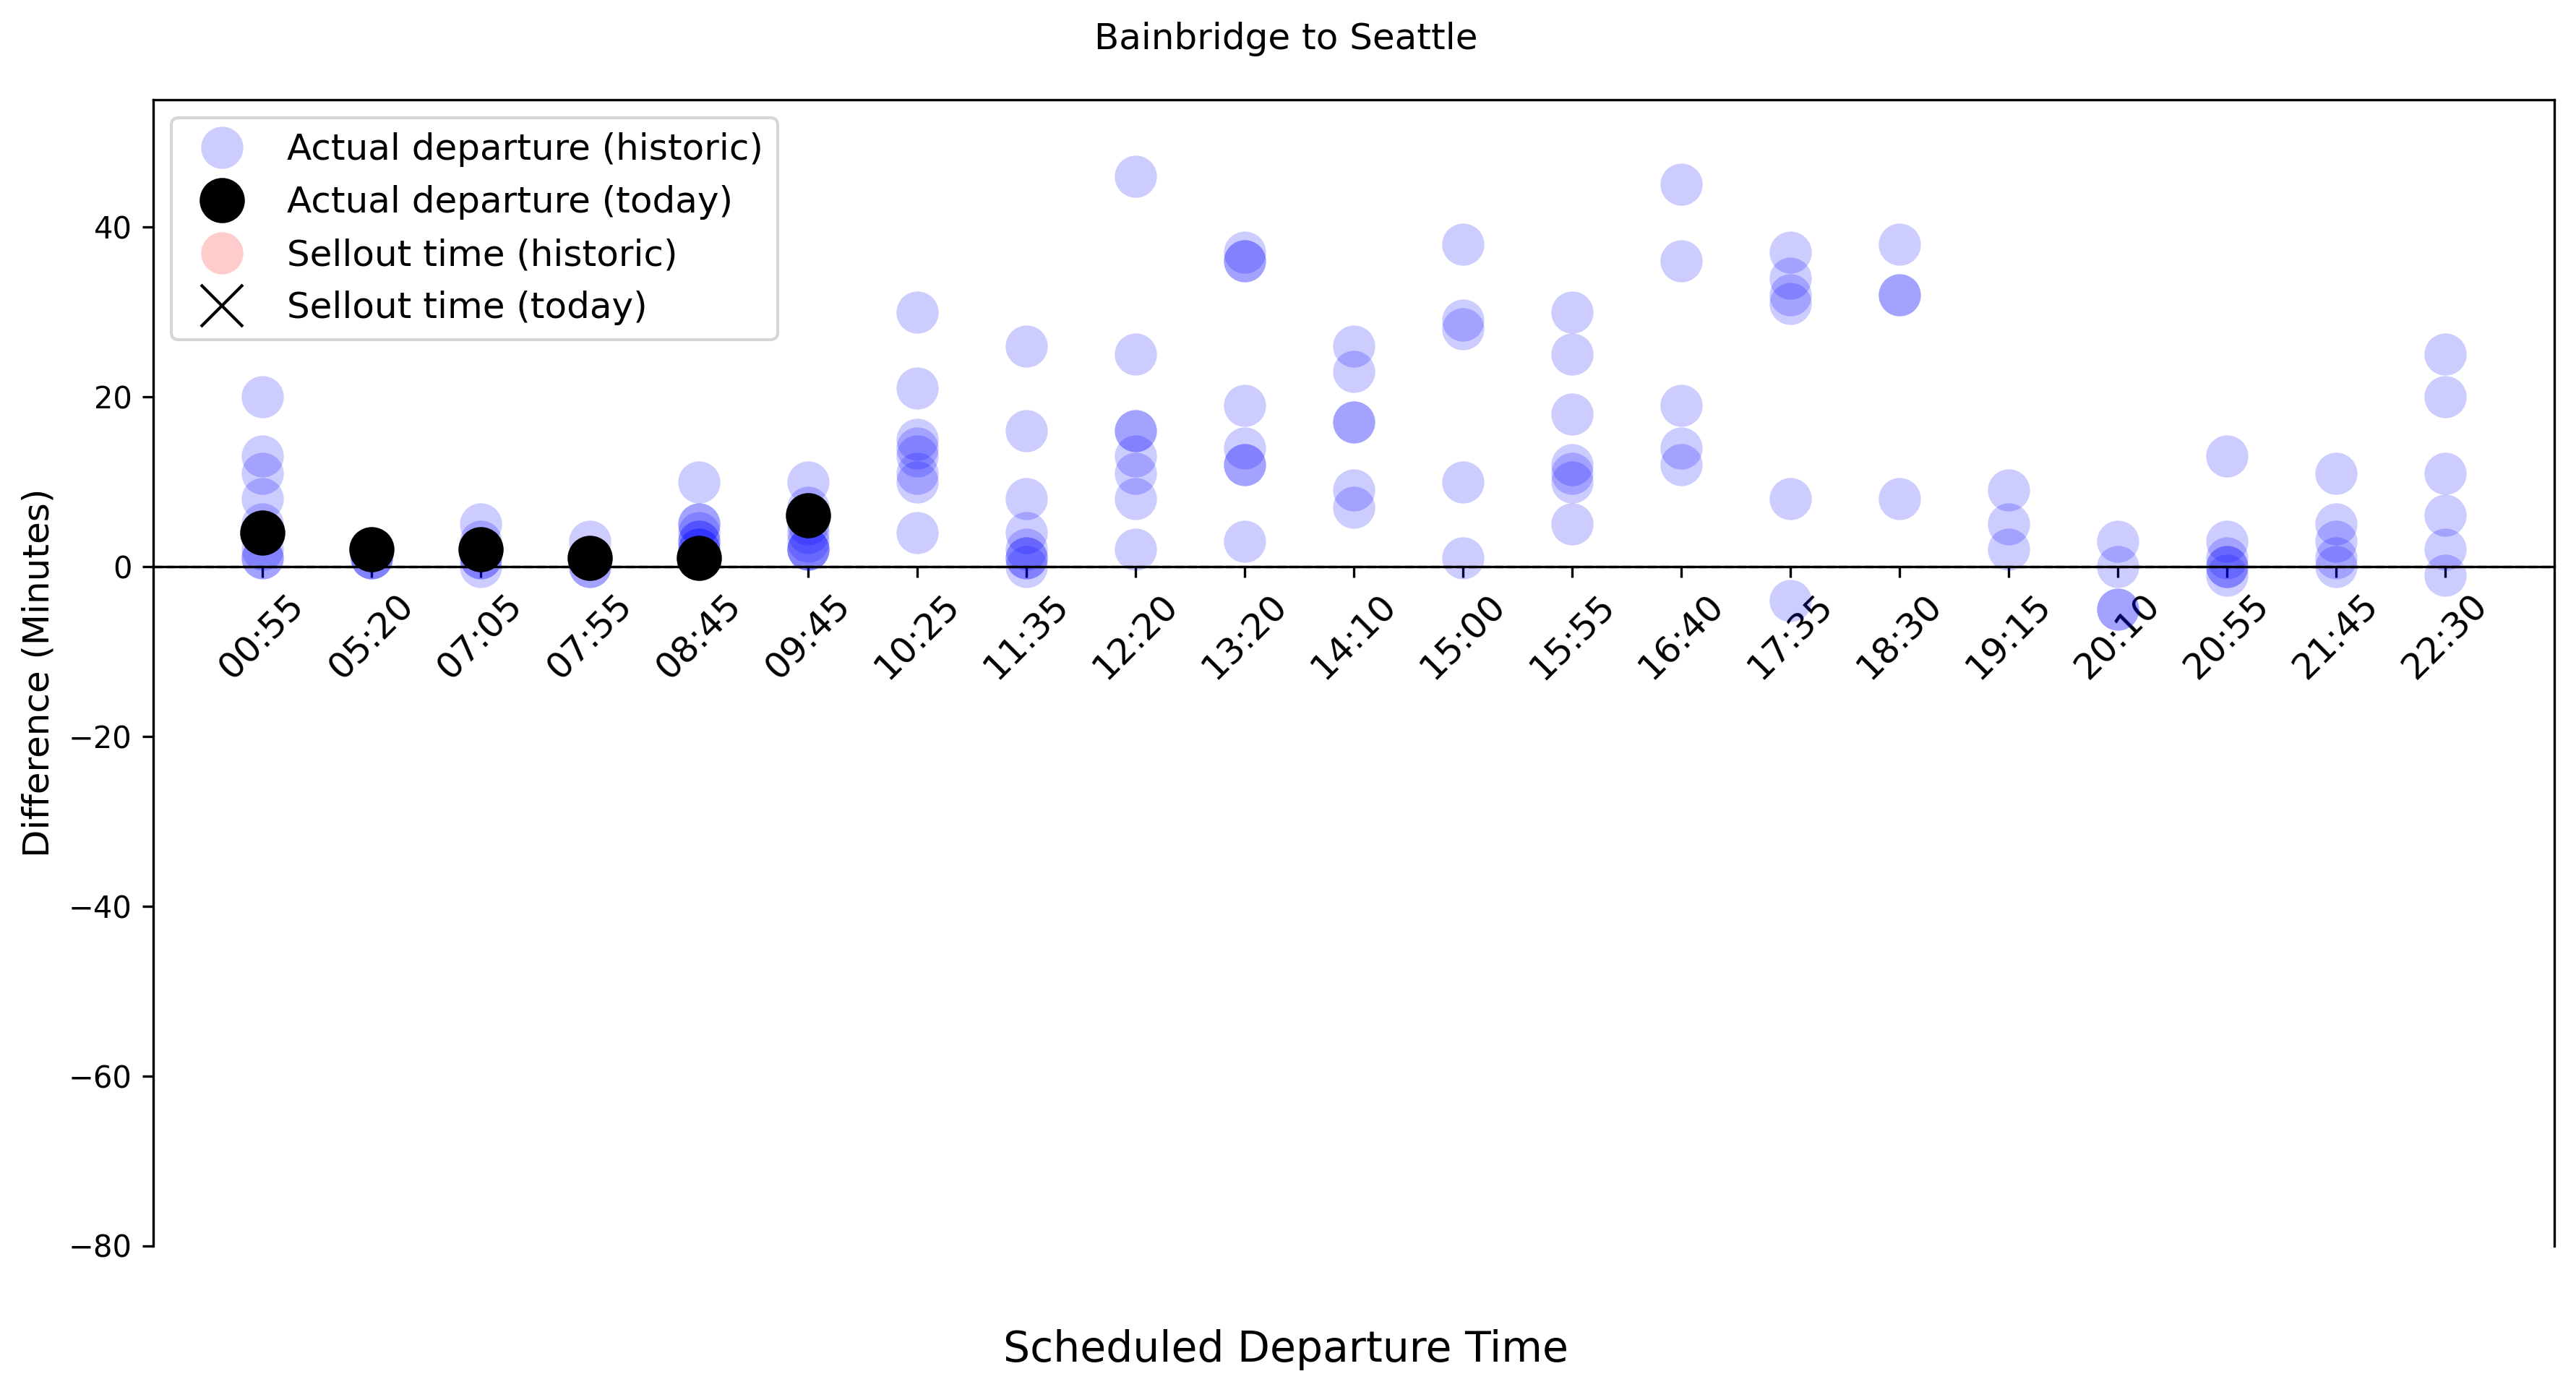 Bainbridge to Seattle
Actual departure (historic)
Actual departure (today)
Sellout time (historic)
Sellout time (today)
Difference (Minutes)
40
20
0
−20
−40
−60
−80
00:55 05:20 07:05 07:55 08:45 09:45 10:25 11:35 12:20 13:20 14:10 15:00 15:55 16:40 17:35 18:30 19:15 20:10 20:55 21:45 22:30
Scheduled Departure Time